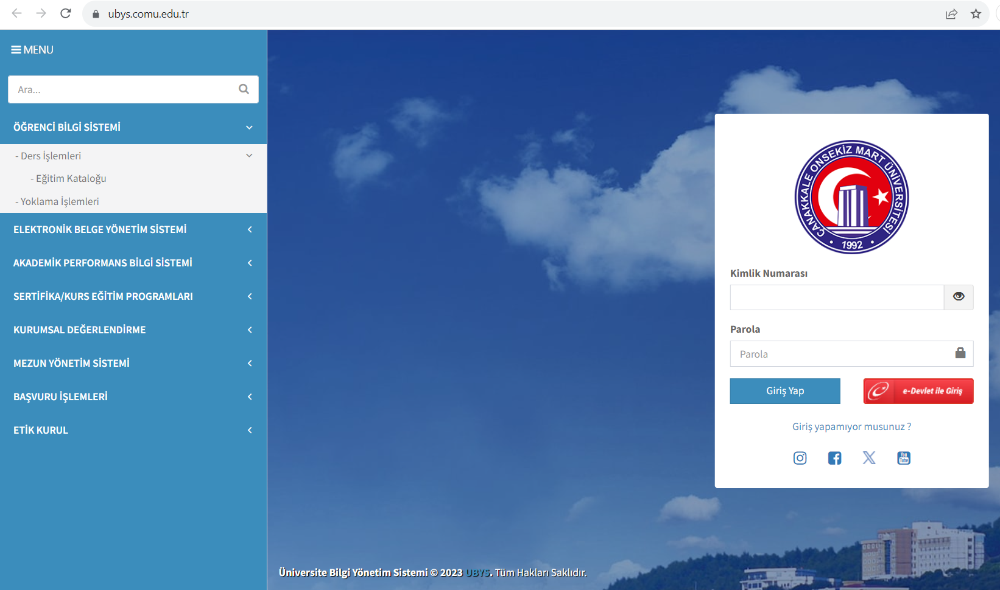 ubys.comu.edu.tr
MENU
Ara...
ÖĞRENCİ BİLGİ SİSTEMİ
- Ders İşlemleri
- Eğitim Kataloğu
- Yoklama İşlemleri
ELEKTRONİK BELGE YÖNETİM SİSTEMİ
AKADEMİK PERFORMANS BİLGİ SİSTEMİ
SERTİFİKA/KURS EĞİTİM PROGRAMLARI
KURUMSAL DEĞERLENDİRME
MEZUN YÖNETİM SİSTEMİ
BAŞVURU İŞLEMLERİ
ETİK KURUL
ÇANAKKALE ONSEKİZ MART ÜNİVERSİTESİ
• 1992 •
Kimlik Numarası
Parola
Parola
Giriş Yap
e-Devlet ile Giriş
Giriş yapamıyor musunuz ?
You Tube
Üniversite Bilgi Yönetim Sistemi © 2023 UBYS. Tüm Hakları Saklıdır.